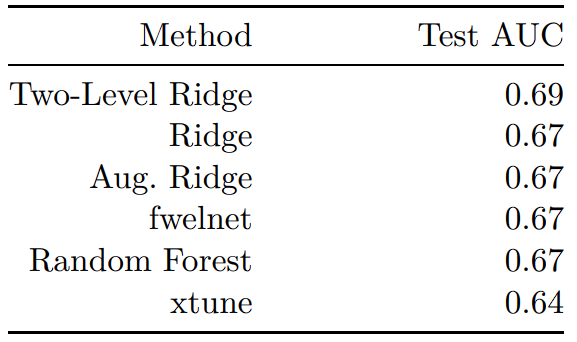 Method Test AUC
Two-Level Ridge 0.69
Ridge 0.67
Aug. Ridge 0.67
fwelnet 0.67
Random Forest 0.67
xtune 0.64